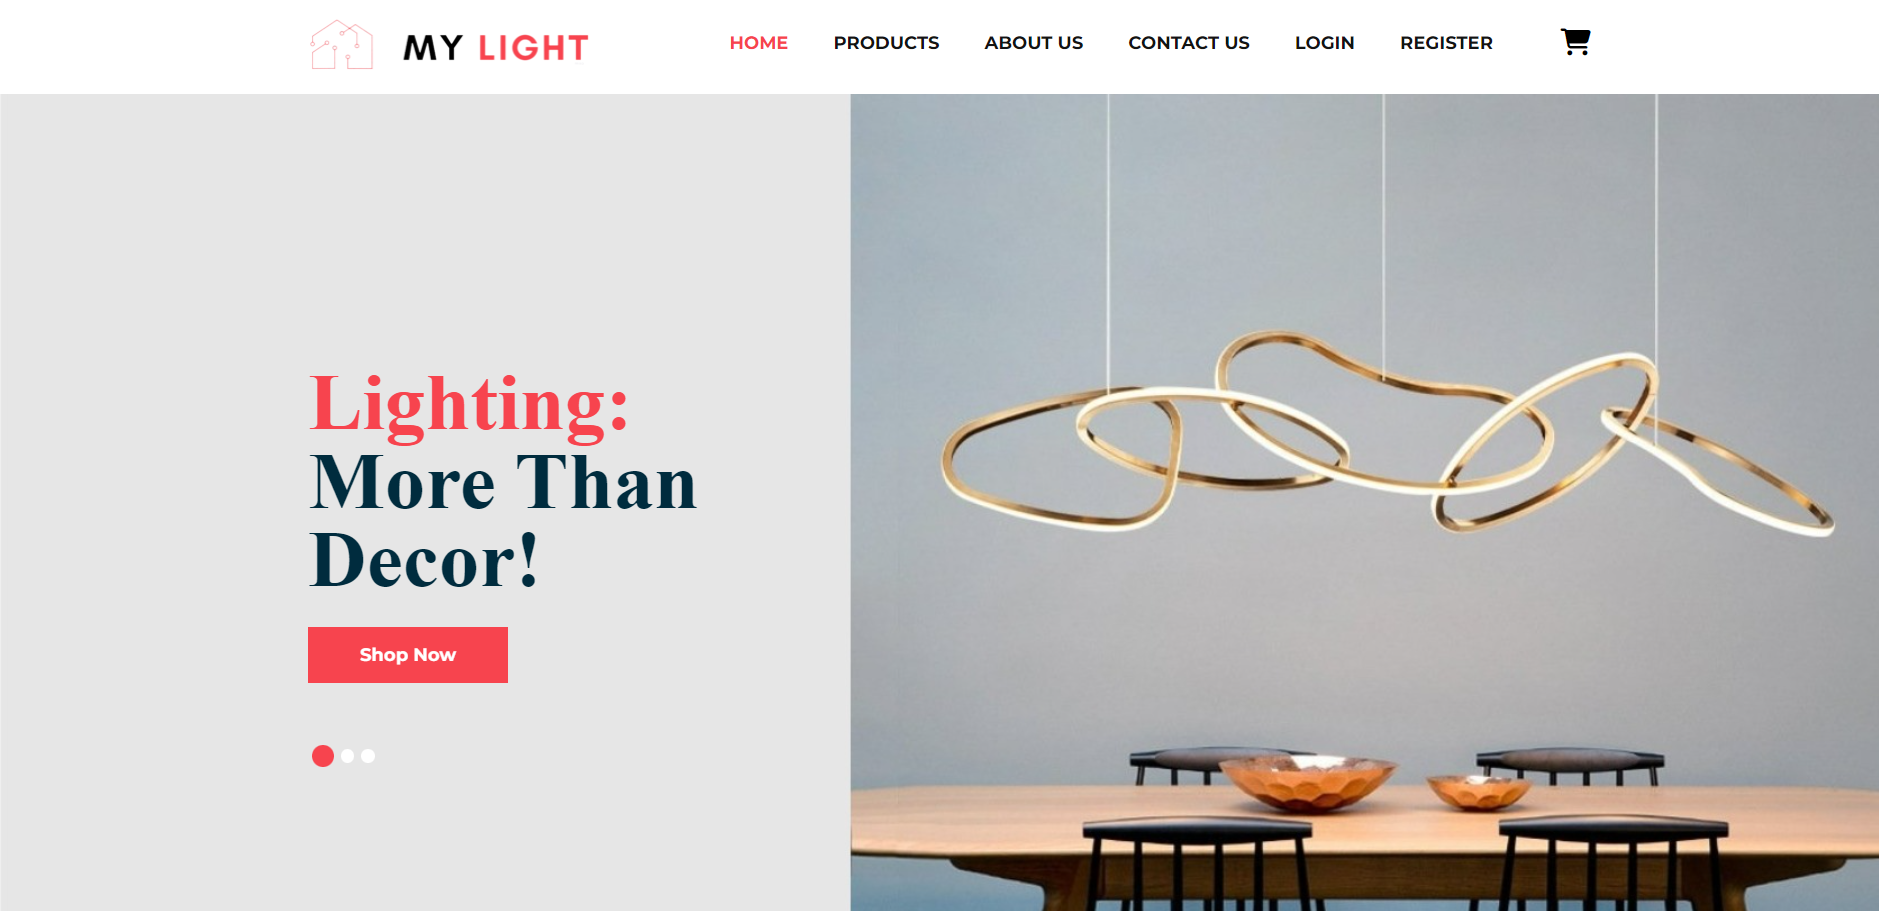 MY LIGHT
HOME PRODUCTS ABOUT US CONTACT US LOGIN REGISTER
Lighting:
More Than
Decor!
Shop Now